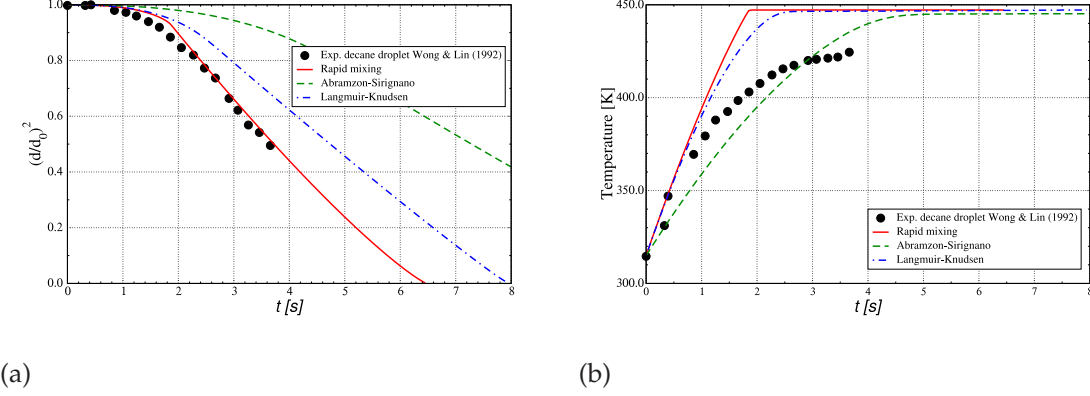 1.0
0.8
0.6
0.4
0.2
0.0
(d/d0)2
Exp. decane droplet Wong & Lin (1992)
Rapid mixing
Abramzon-Sirignano
Langmuir-Knudsen
0 1 2 3 4 5 6 7 8
t [s]
(a)
450.0
400.0
350.0
300.0
Temperature [K]
Exp. decane droplet Wong & Lin (1992)
Rapid mixing
Abramzon-Sirignano
Langmuir-Knudsen
0 1 2 3 4 5 6 7 8
t [s]
(b)